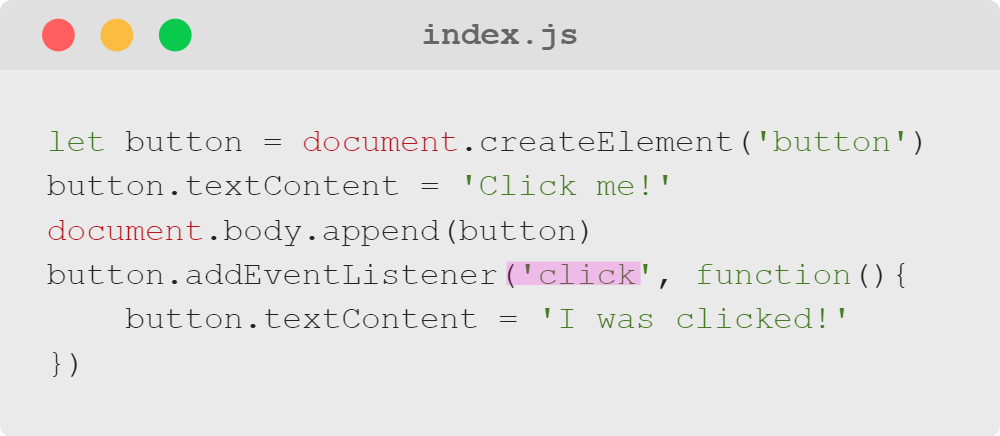 index.js
let button = document.createElement('button')
button.textContent = 'Click me!'
document.body.append(button)
button.addEventListener('click', function(){
    button.textContent = 'I was clicked!'
})